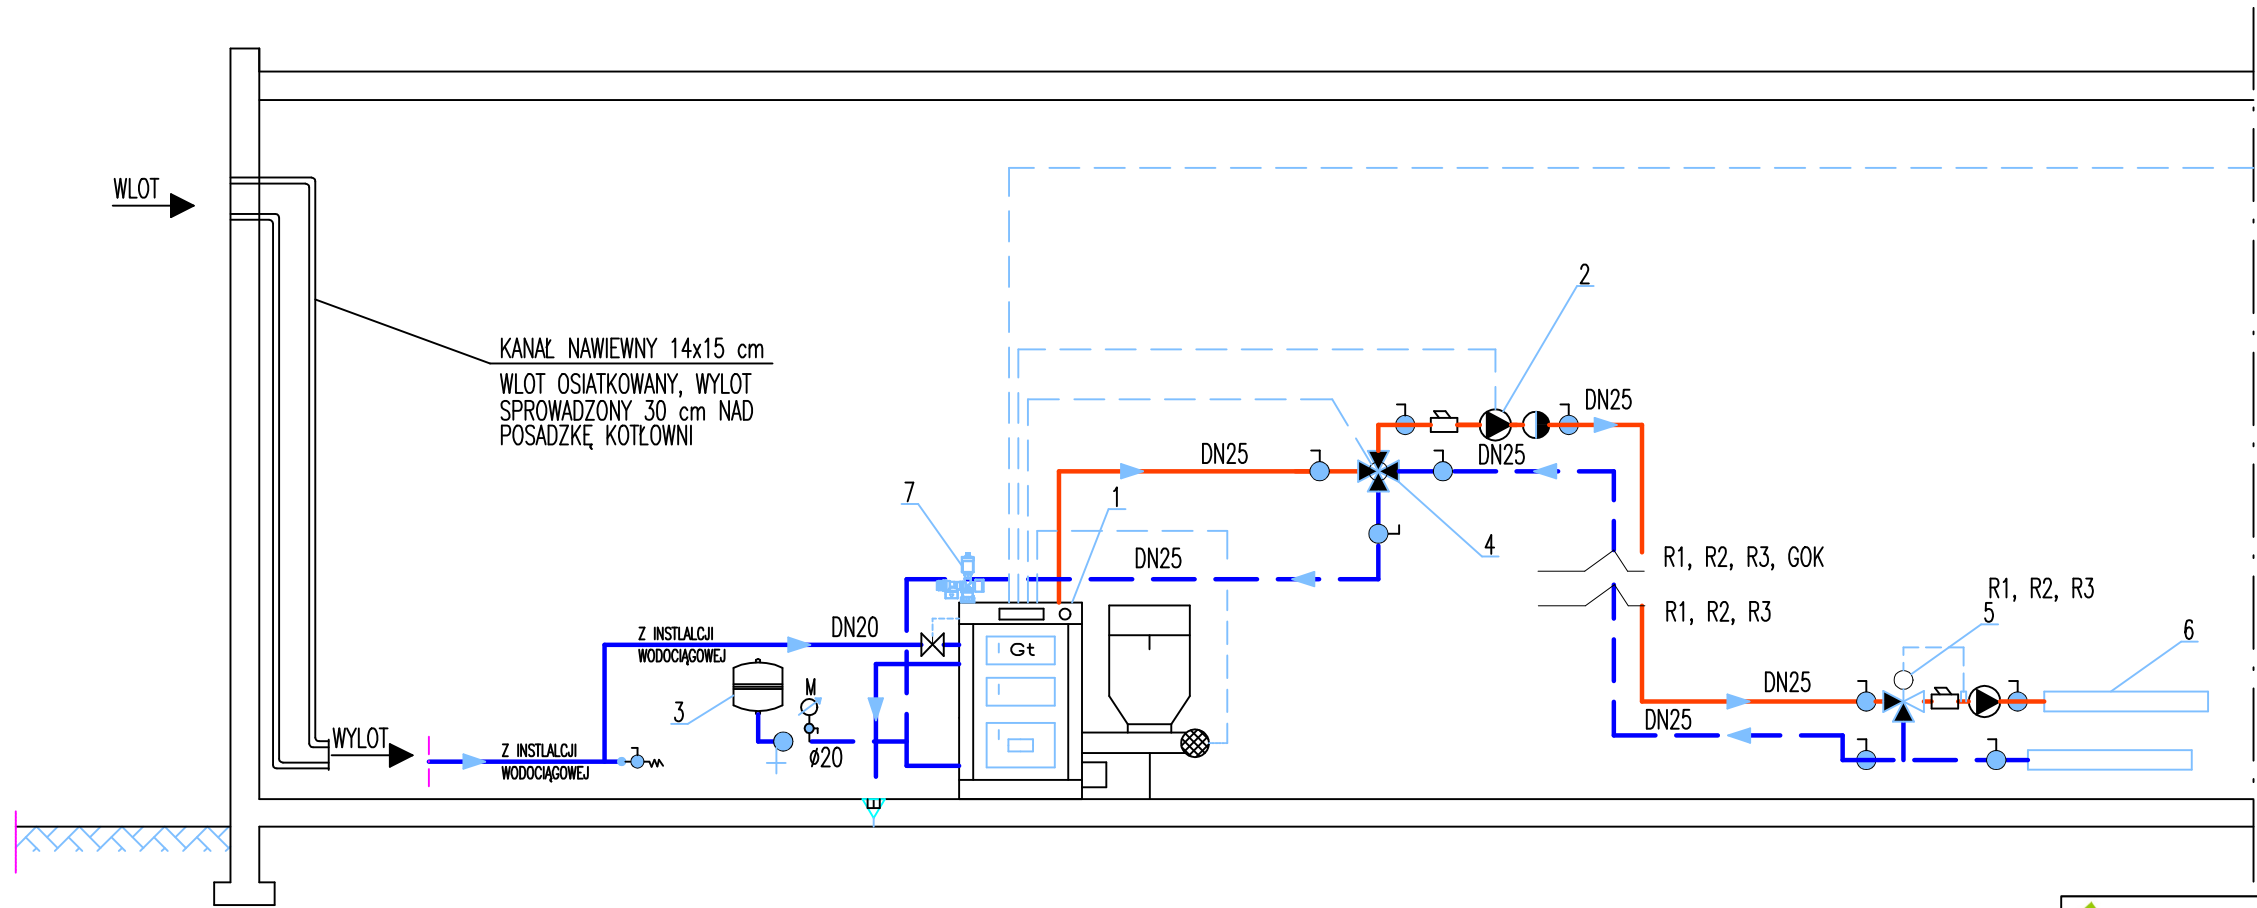 WLOT
2
KANAŁ NAWIEWNY 14x15 cm
WLOT OSIATKOWANY, WYLOT
SPROWADZONY 30 cm NAD
POSADZKĘ KOTŁOWNI
DN25
DN25
DN25
7
1
4
DN25
R1, R2, R3, GOK
R1, R2, R3
R1, R2, R3
5
6
Z INSTLALCJI
WODOCIĄGOWEJ
DN20
Gt
M
3
DN25
DN25
WYLOT
Z INSTLALCJI
WODOCIĄGOWEJ
Ø20